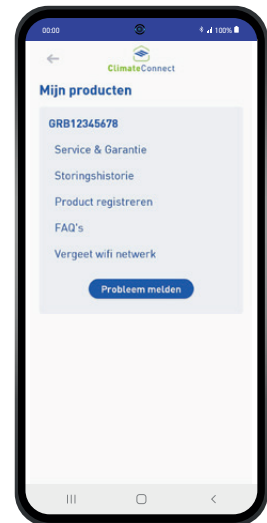 00:00
100%
ClimateConnect
Mijn producten
GRB12345678
Service & Garantie
Storingshistorie
Product registreren
FAQ's
Vergeet wifi netwerk
Probleem melden